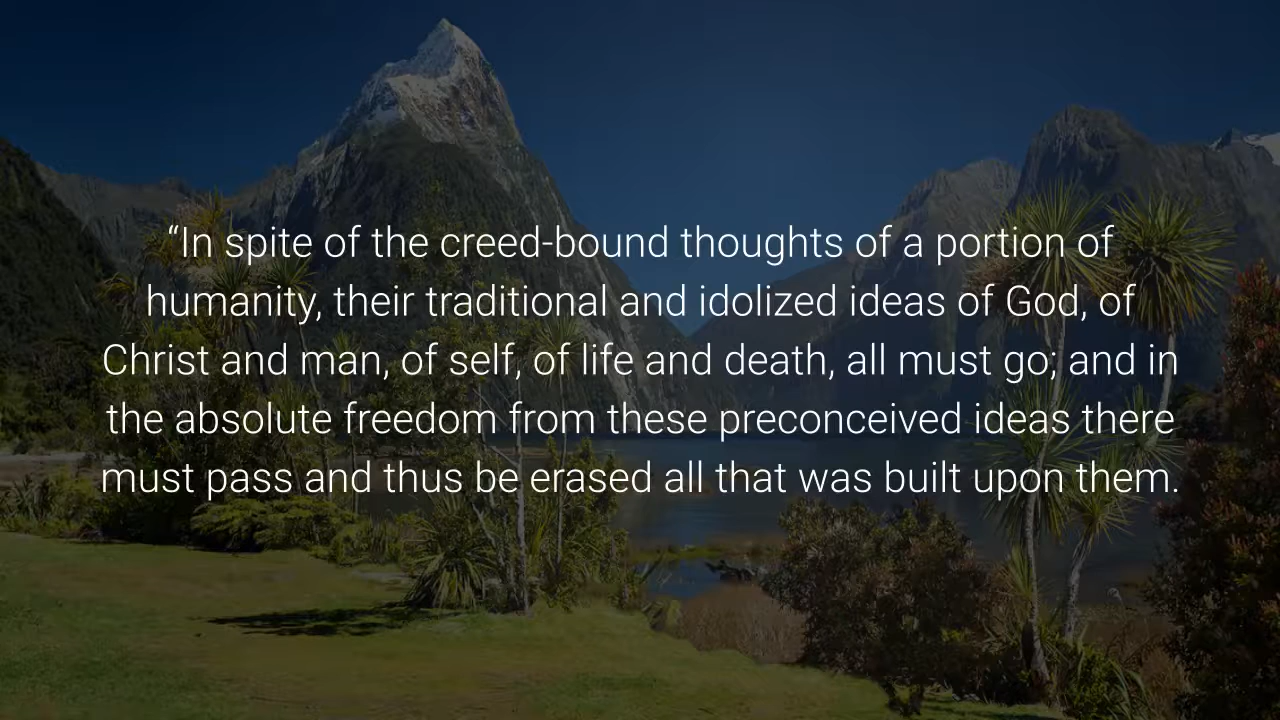 “In spite of the creed-bound thoughts of a portion of
humanity, their traditional and idolized ideas of God, of
Christ and man, of self, of life and death, all must go; and in
the absolute freedom from these preconceived ideas there
must pass and thus be erased all that was built upon them.